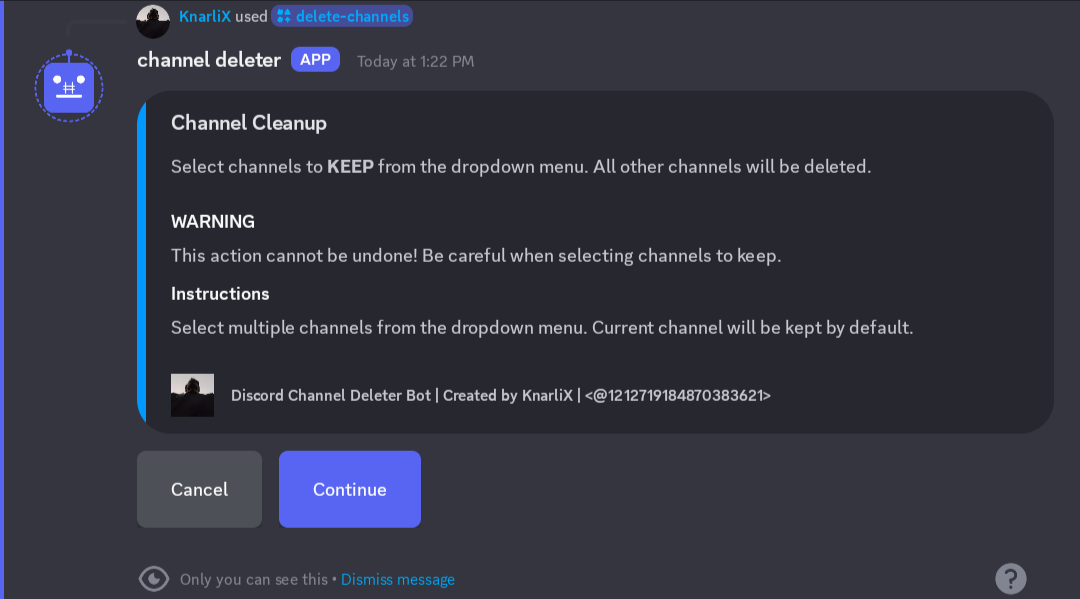 KnarliX used delete-channels
channel deleter APP Today at 1:22 PM
Channel Cleanup
Select channels to KEEP from the dropdown menu. All other channels will be deleted.
WARNING
This action cannot be undone! Be careful when selecting channels to keep.
Instructions
Select multiple channels from the dropdown menu. Current channel will be kept by default.
Discord Channel Deleter Bot | Created by KnarliX | <@1212719184870383621>
Cancel Continue
Only you can see this • Dismiss message ?